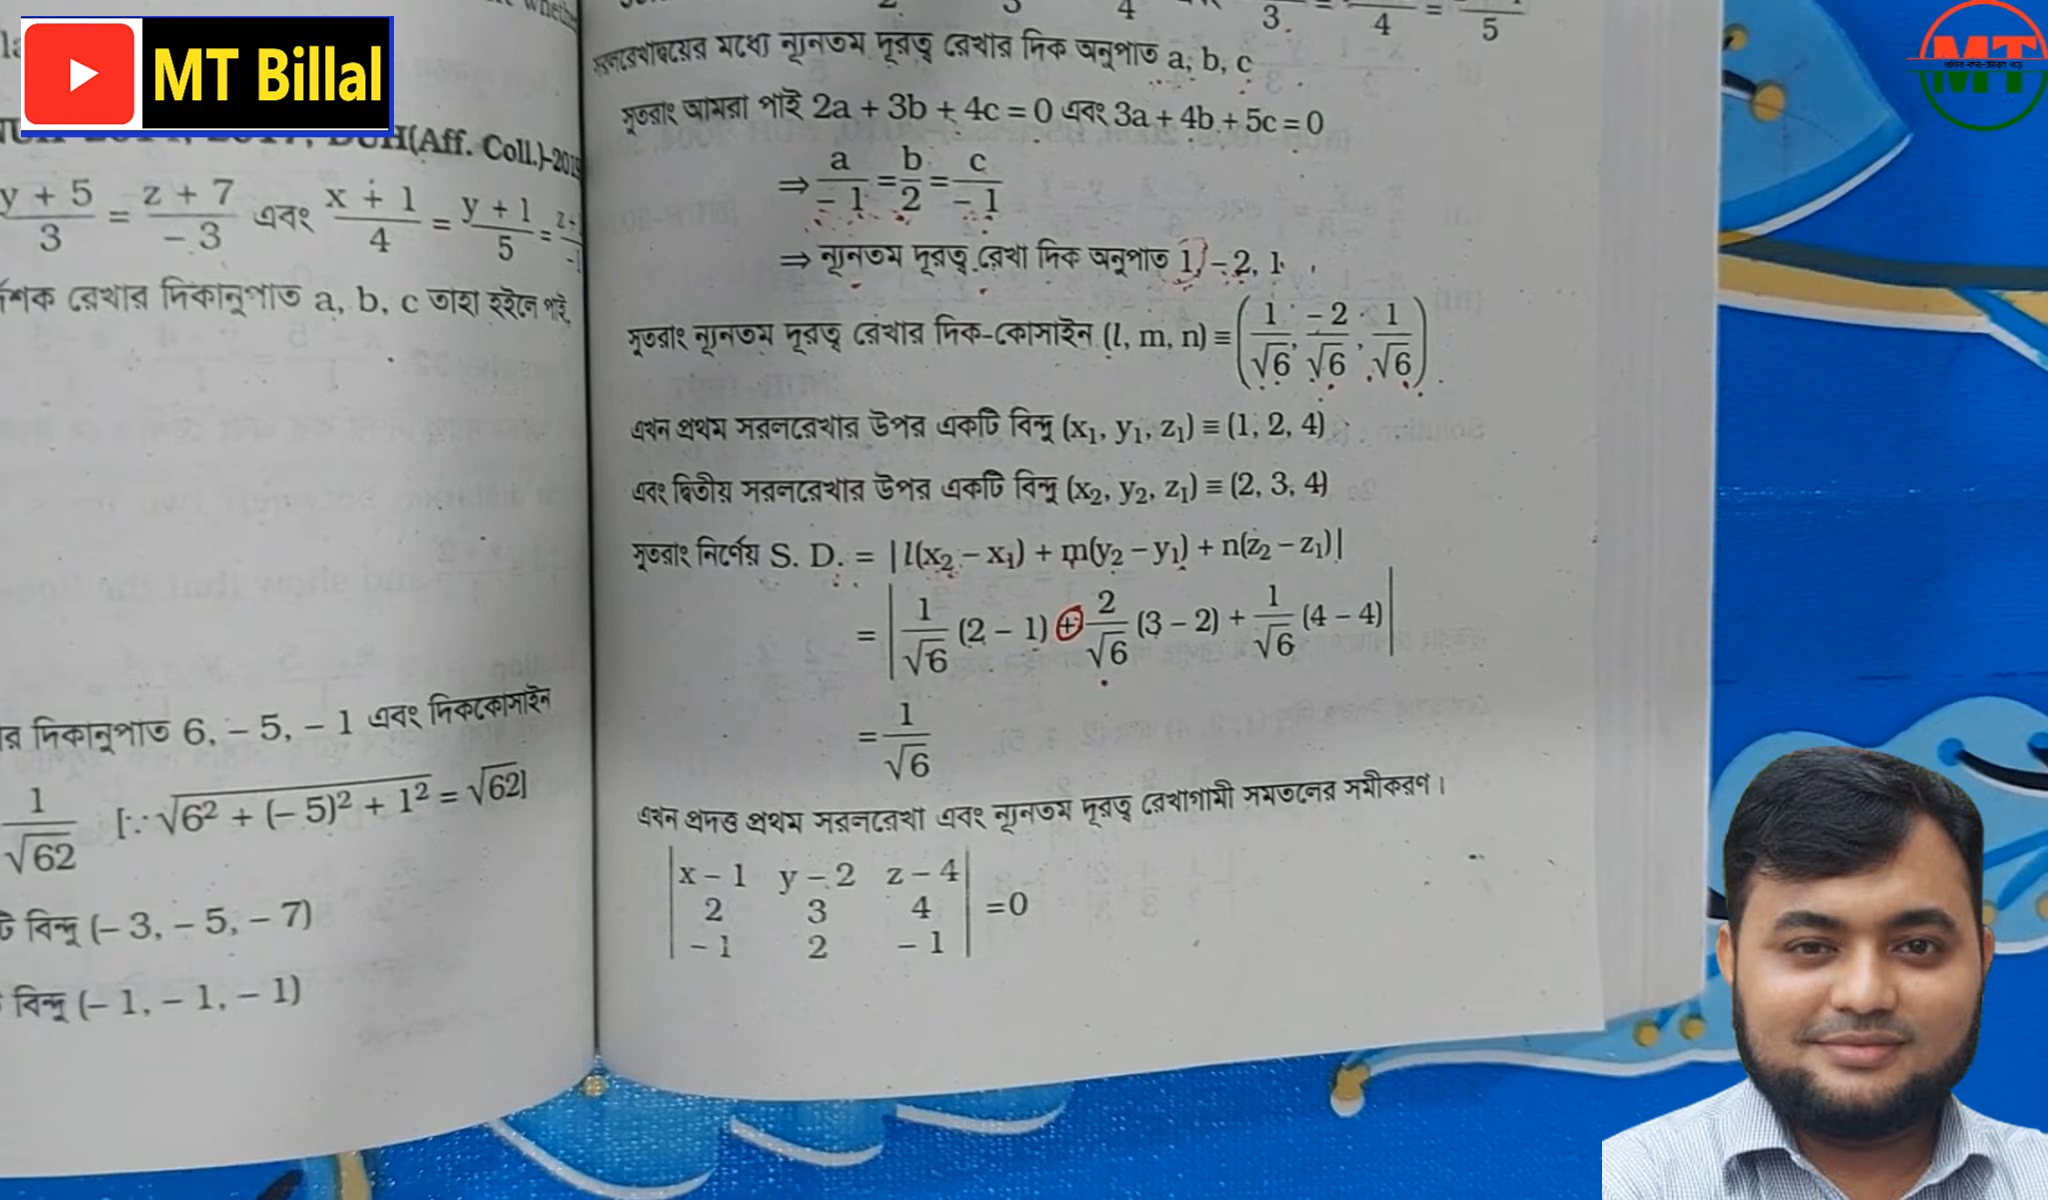 MT Billal
MT
DUH(Aff. Coll.)-2019
y + 5 / 3 = z + 7 / - 3 এবং x + 1 / 4 = y + 1 / 5 =
রেখার দিকানুপাত a, b, c তাহা হইলে পাই,
দিকানুপাত 6, – 5, – 1 এবং দিককোসাইন
1 / √62 [∵ √6² + (– 5)² + 1² = √62]
বিন্দু (– 3, – 5, – 7)
বিন্দু (– 1, – 1, – 1)
3 = 4 = 5
সরলরেখাদ্বয়ের মধ্যে ন্যূনতম দূরত্ব রেখার দিক অনুপাত a, b, c
সুতরাং আমরা পাই 2a + 3b + 4c = 0 এবং 3a + 4b + 5c = 0
⇒ a / – 1 = b / 2 = c / – 1
⇒ ন্যূনতম দূরত্ব রেখা দিক অনুপাত 1, – 2, 1
সুতরাং ন্যূনতম দূরত্ব রেখার দিক-কোসাইন (l, m, n) ≡ (1 / √6, – 2 / √6, 1 / √6)
এখন প্রথম সরলরেখার উপর একটি বিন্দু (x₁, y₁, z₁) ≡ (1, 2, 4)
এবং দ্বিতীয় সরলরেখার উপর একটি বিন্দু (x₂, y₂, z₁) ≡ (2, 3, 4)
সুতরাং নির্ণেয় S. D. = | l(x₂ – x₁) + m(y₂ – y₁) + n(z₂ – z₁)|
= | 1 / √6 (2 – 1) + 2 / √6 (3 – 2) + 1 / √6 (4 – 4) |
= 1 / √6
এখন প্রদত্ত প্রথম সরলরেখা এবং ন্যূনতম দূরত্ব রেখাগামী সমতলের সমীকরণ।
| x – 1 y – 2 z – 4 |
| 2 3 4 | = 0
| – 1 2 – 1 |